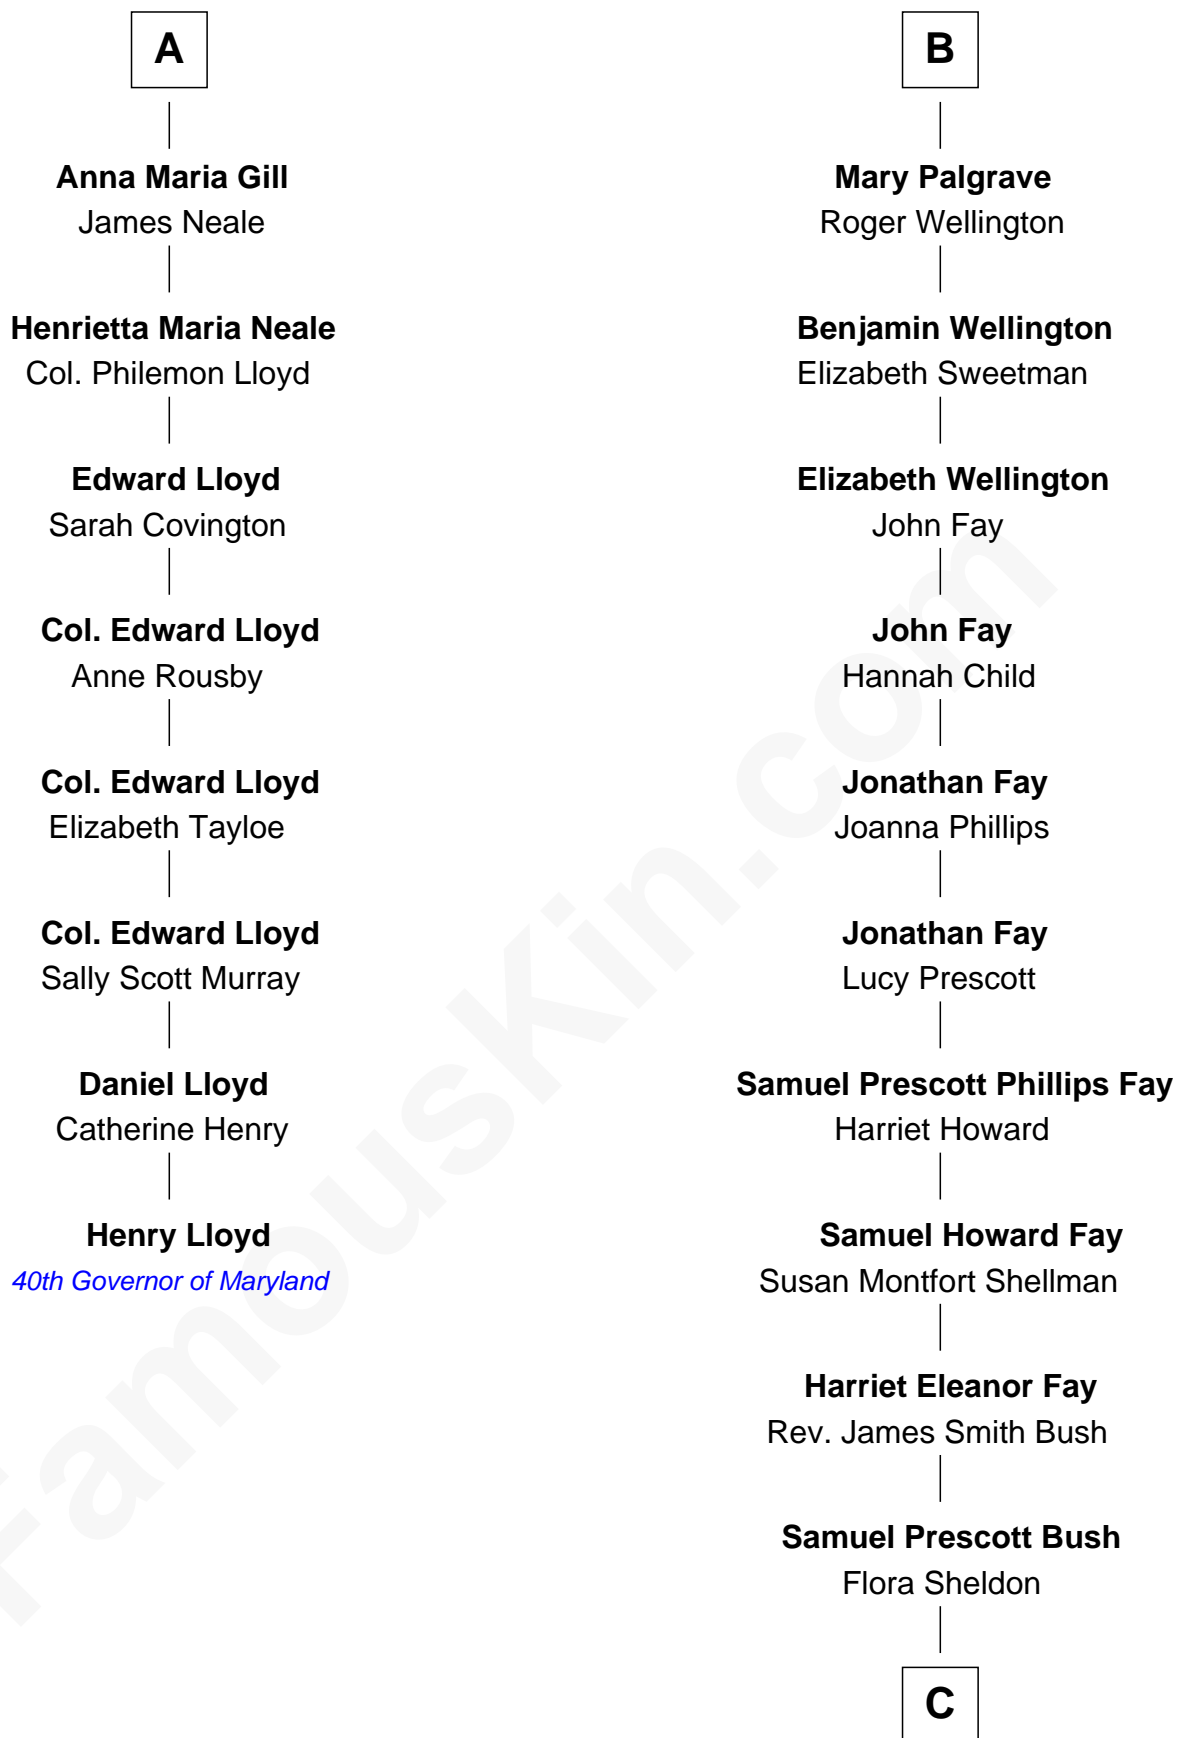 A
Anna Maria Gill
James Neale
Henrietta Maria Neale
Col. Philemon Lloyd
Edward Lloyd
Sarah Covington
Col. Edward Lloyd
Anne Rousby
Col. Edward Lloyd
Elizabeth Tayloe
Col. Edward Lloyd
Sally Scott Murray
Daniel Lloyd
Catherine Henry
Henry Lloyd
40th Governor of Maryland
B
Mary Palgrave
Roger Wellington
Benjamin Wellington
Elizabeth Sweetman
Elizabeth Wellington
John Fay
John Fay
Hannah Child
Jonathan Fay
Joanna Phillips
Jonathan Fay
Lucy Prescott
Samuel Prescott Phillips Fay
Harriet Howard
Samuel Howard Fay
Susan Montfort Shellman
Harriet Eleanor Fay
Rev. James Smith Bush
Samuel Prescott Bush
Flora Sheldon
C
FamousKin.com